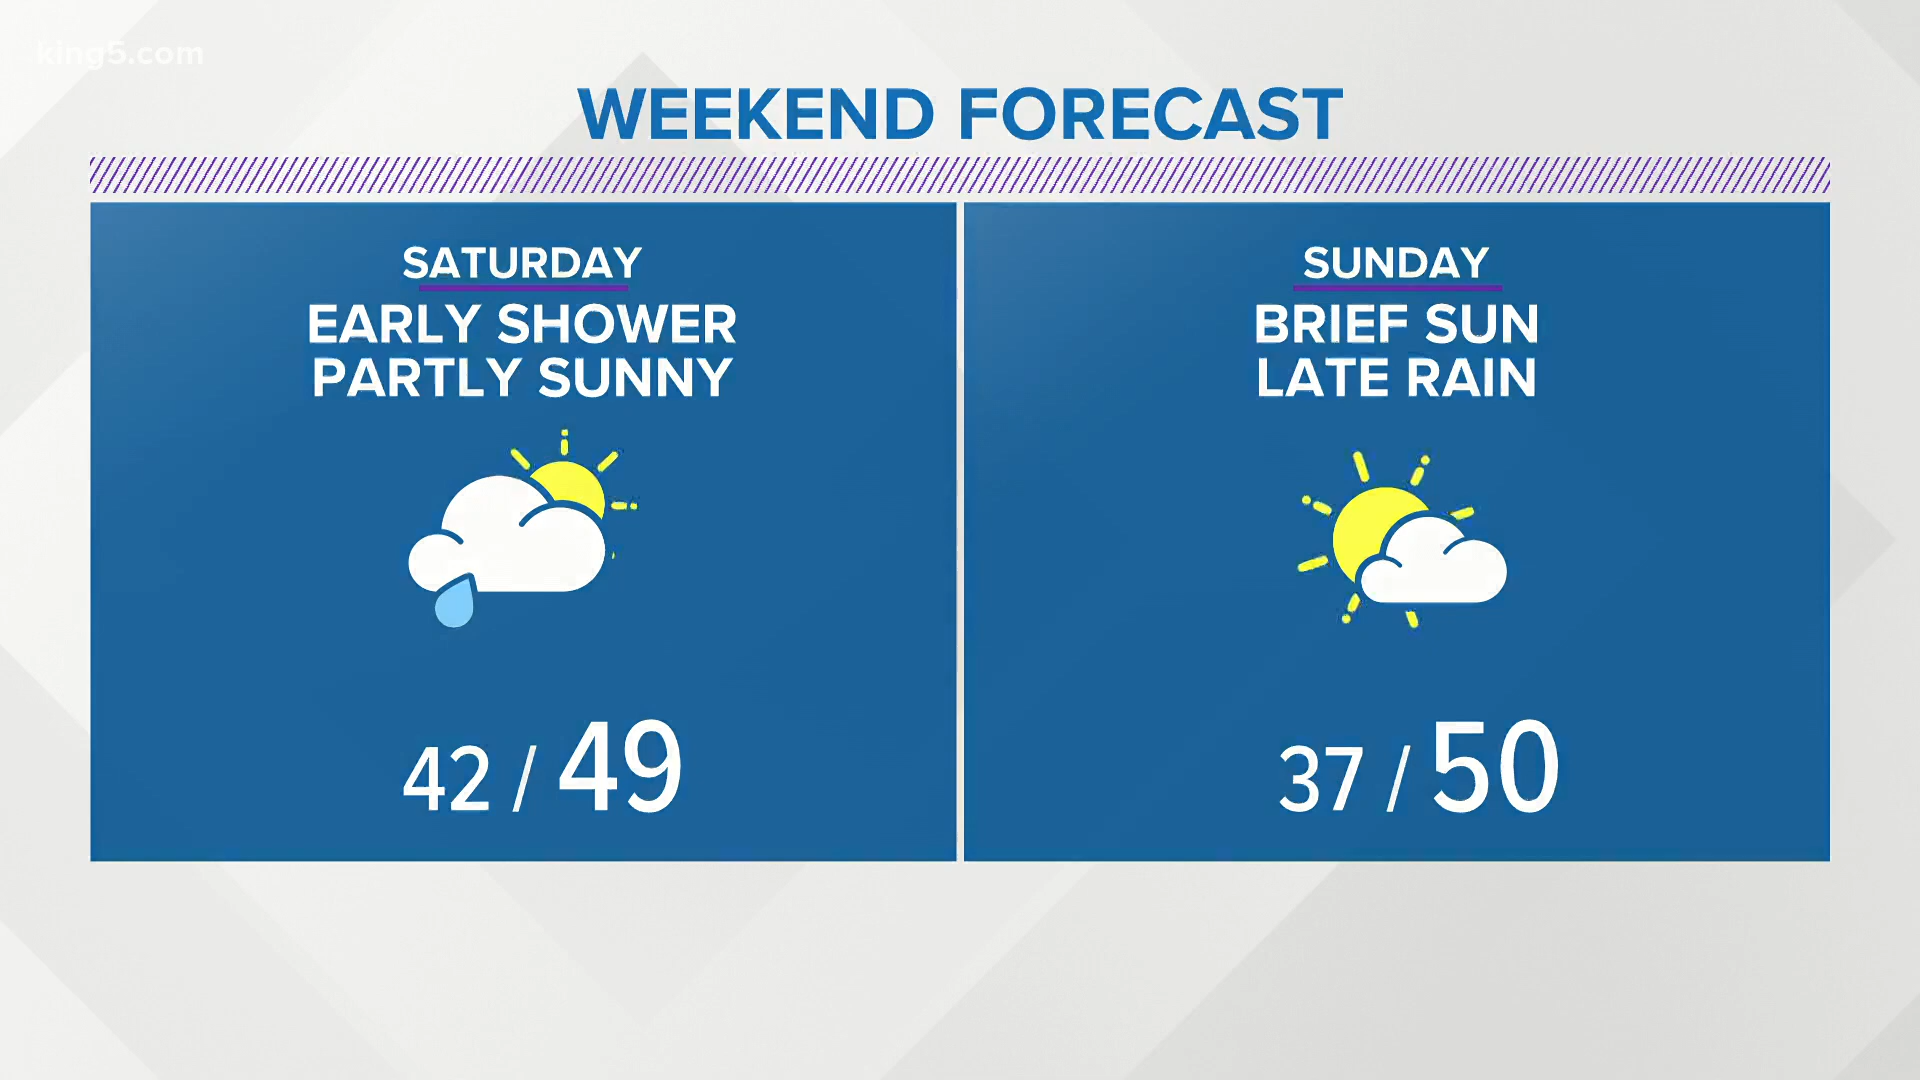 king5.com
WEEKEND FORECAST
SATURDAY
EARLY SHOWER
PARTLY SUNNY
42 / 49
SUNDAY
BRIEF SUN
LATE RAIN
37 / 50